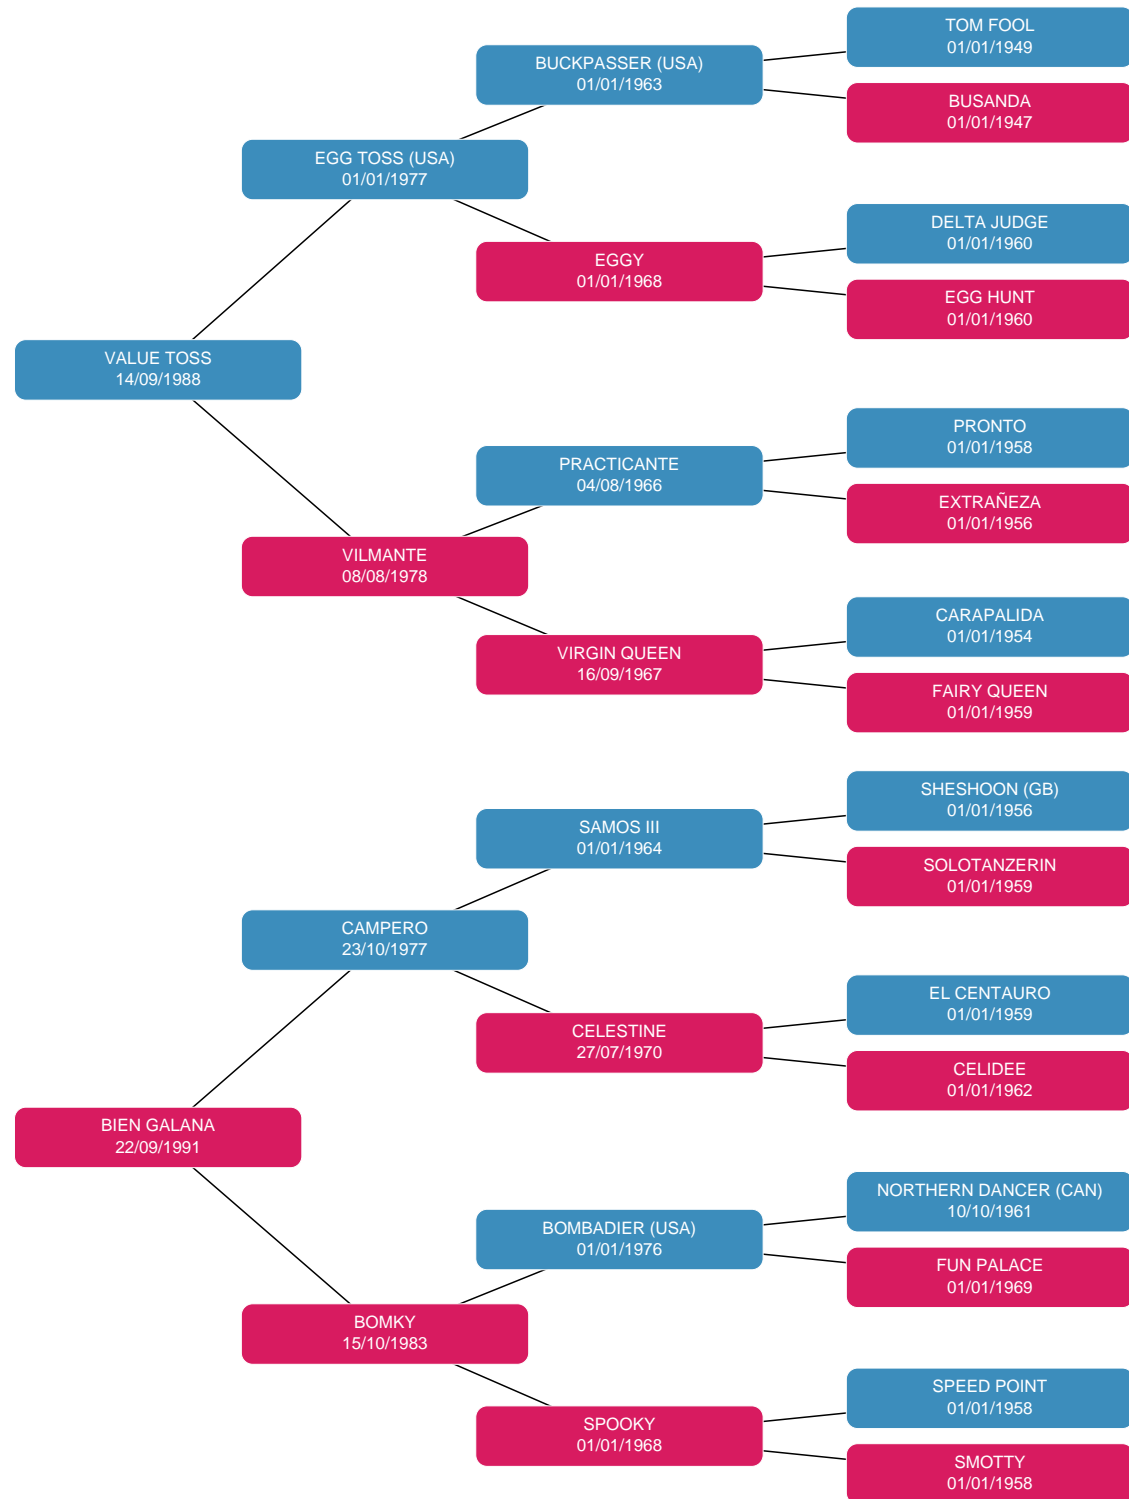 TOM FOOL
01/01/1949
BUCKPASSER (USA)
01/01/1963
BUSANDA
01/01/1947
EGG TOSS (USA)
01/01/1977
DELTA JUDGE
01/01/1960
EGGY
01/01/1968
EGG HUNT
01/01/1960
VALUE TOSS
14/09/1988
PRONTO
01/01/1958
PRACTICANTE
04/08/1966
EXTRAÑEZA
01/01/1956
VILMANTE
08/08/1978
CARAPALIDA
01/01/1954
VIRGIN QUEEN
16/09/1967
FAIRY QUEEN
01/01/1959
SHESHOON (GB)
01/01/1956
SAMOS III
01/01/1964
SOLOTANZERIN
01/01/1959
CAMPERO
23/10/1977
EL CENTAURO
01/01/1959
CELESTINE
27/07/1970
CELIDEE
01/01/1962
BIEN GALANA
22/09/1991
NORTHERN DANCER (CAN)
10/10/1961
BOMBADIER (USA)
01/01/1976
FUN PALACE
01/01/1969
BOMKY
15/10/1983
SPEED POINT
01/01/1958
SPOOKY
01/01/1968
SMOTTY
01/01/1958